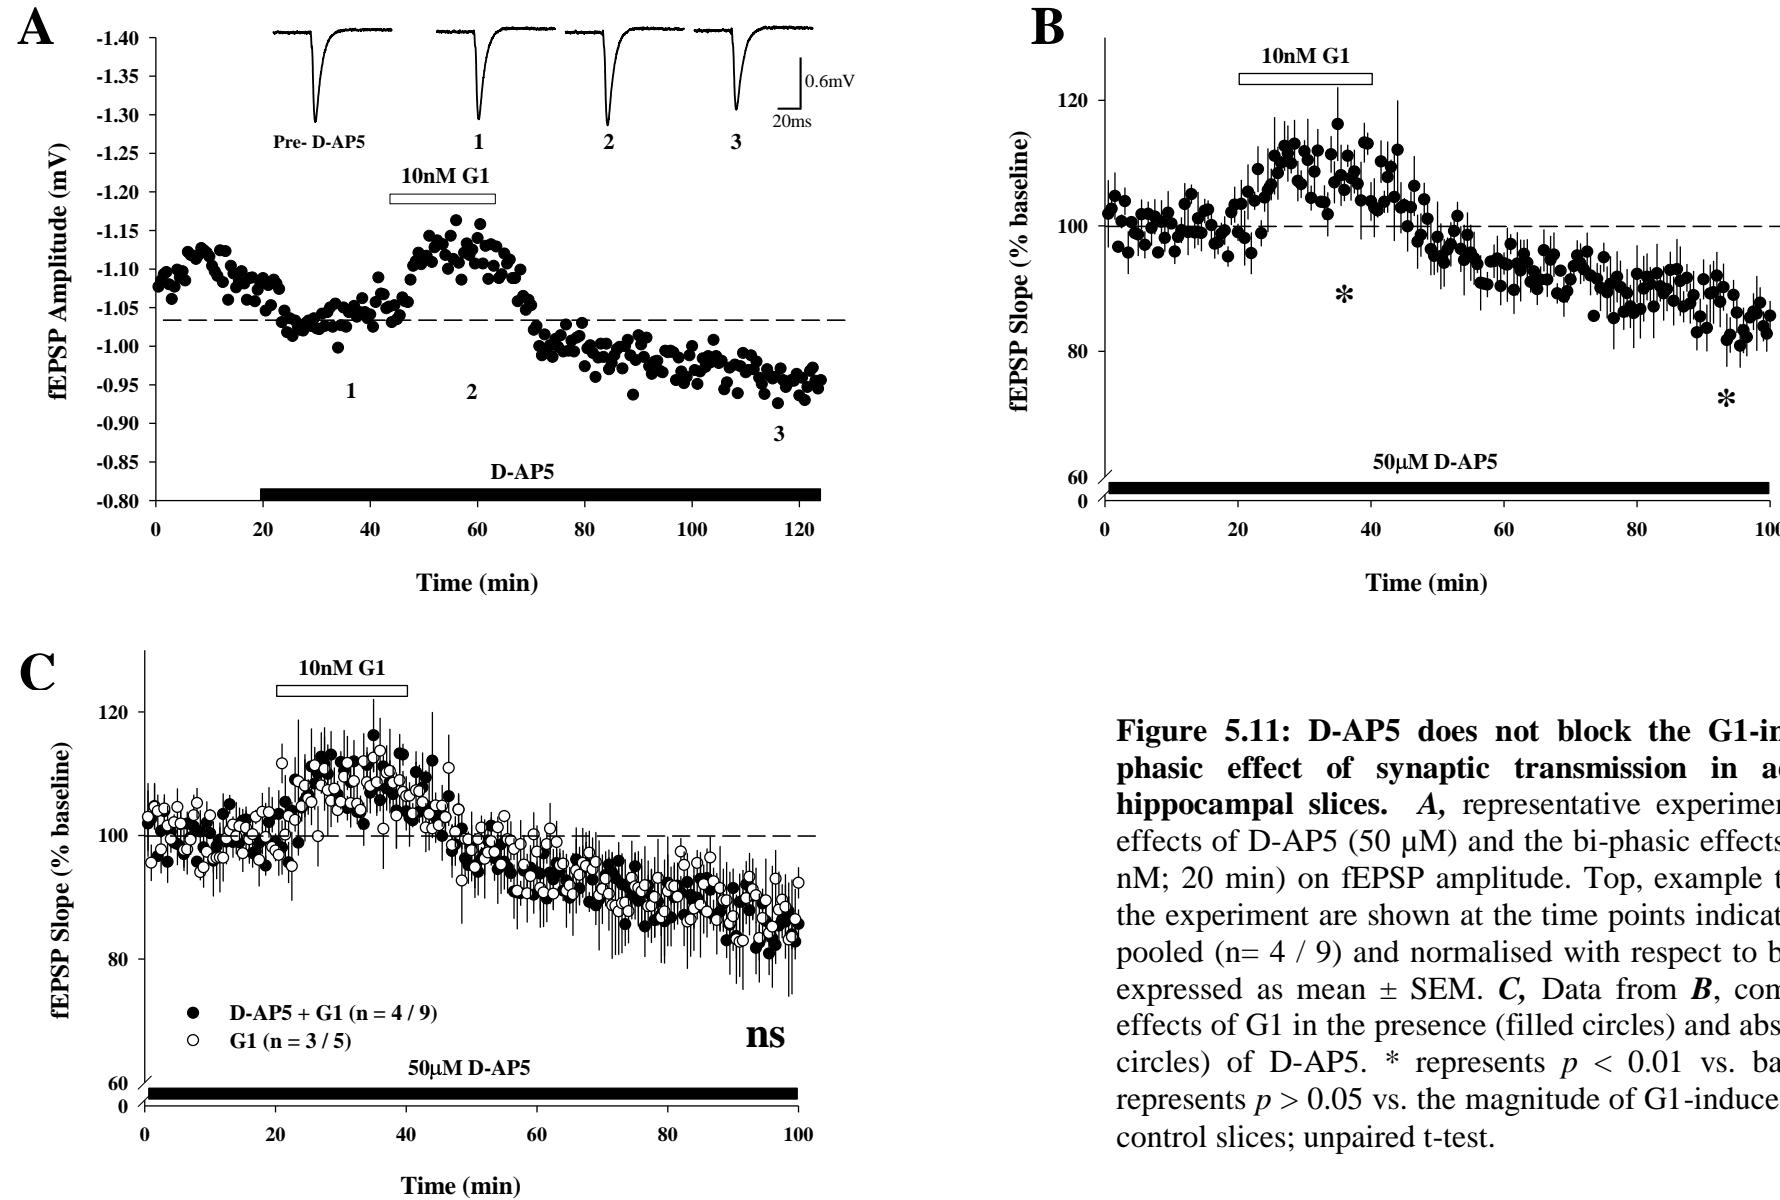 A
-1.40
-1.35
-1.30
-1.25
-1.20
-1.15
-1.10
-1.05
-1.00
-0.95
-0.90
-0.85
-0.80
fEPSP Amplitude (mV)
Pre- D-AP5
1
2
3
0.6mV
20ms
10nM G1
1
2
3
D-AP5
0 20 40 60 80 100 120
Time (min)
B
10nM G1
120
100
80
60
0
fEPSP Slope (% baseline)
*
*
50µM D-AP5
0 20 40 60 80 100
Time (min)
C
10nM G1
120
100
80
60
0
fEPSP Slope (% baseline)
D-AP5 + G1 (n = 4 / 9)
G1 (n = 3 / 5)
ns
50µM D-AP5
0 20 40 60 80 100
Time (min)
Figure 5.11: D-AP5 does not block the G1-in
phasic effect of synaptic transmission in a
hippocampal slices. A, representative experimen
effects of D-AP5 (50 µM) and the bi-phasic effects
nM; 20 min) on fEPSP amplitude. Top, example t
the experiment are shown at the time points indicat
pooled (n= 4 / 9) and normalised with respect to b
expressed as mean ± SEM. C, Data from B, com
effects of G1 in the presence (filled circles) and abs
circles) of D-AP5. * represents p < 0.01 vs. ba
represents p > 0.05 vs. the magnitude of G1-induce
control slices; unpaired t-test.